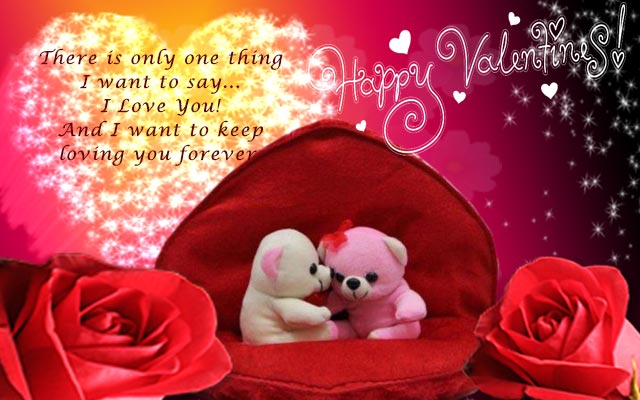 There is only one thing
I want to say...
I Love You!
And I want to keep
loving you forever
Happy Valentines!